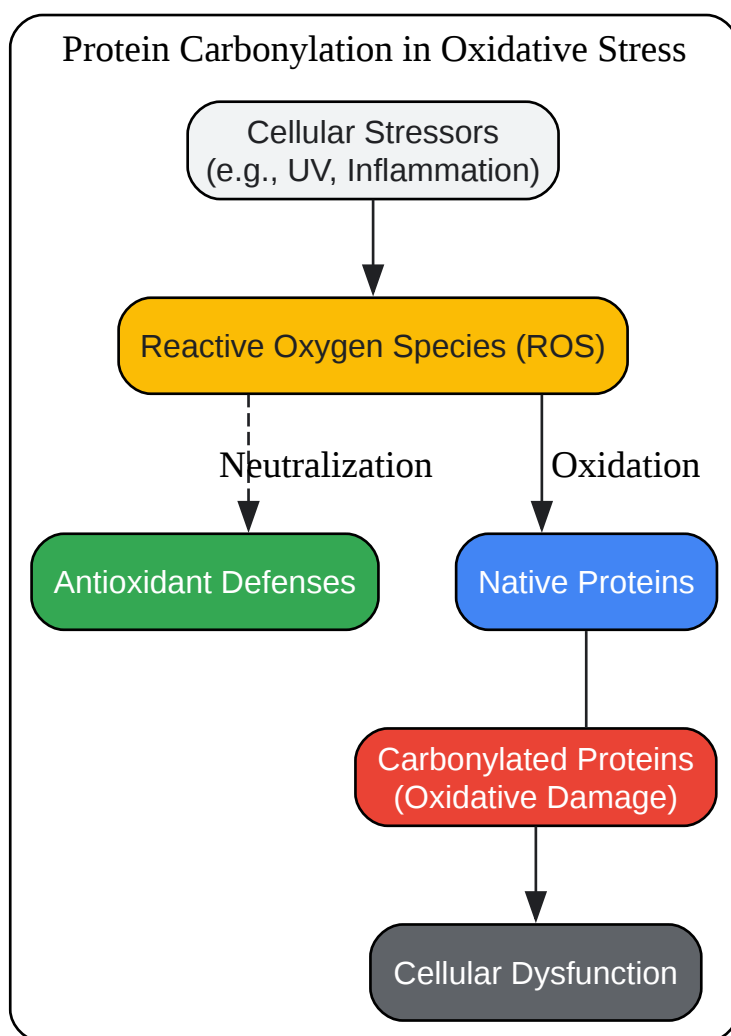 Protein Carbonylation in Oxidative Stress
Cellular Stressors
(e.g., UV, Inflammation)
Reactive Oxygen Species (ROS)
Neutralization
Oxidation
Antioxidant Defenses
Native Proteins
Carbonylated Proteins
(Oxidative Damage)
Cellular Dysfunction